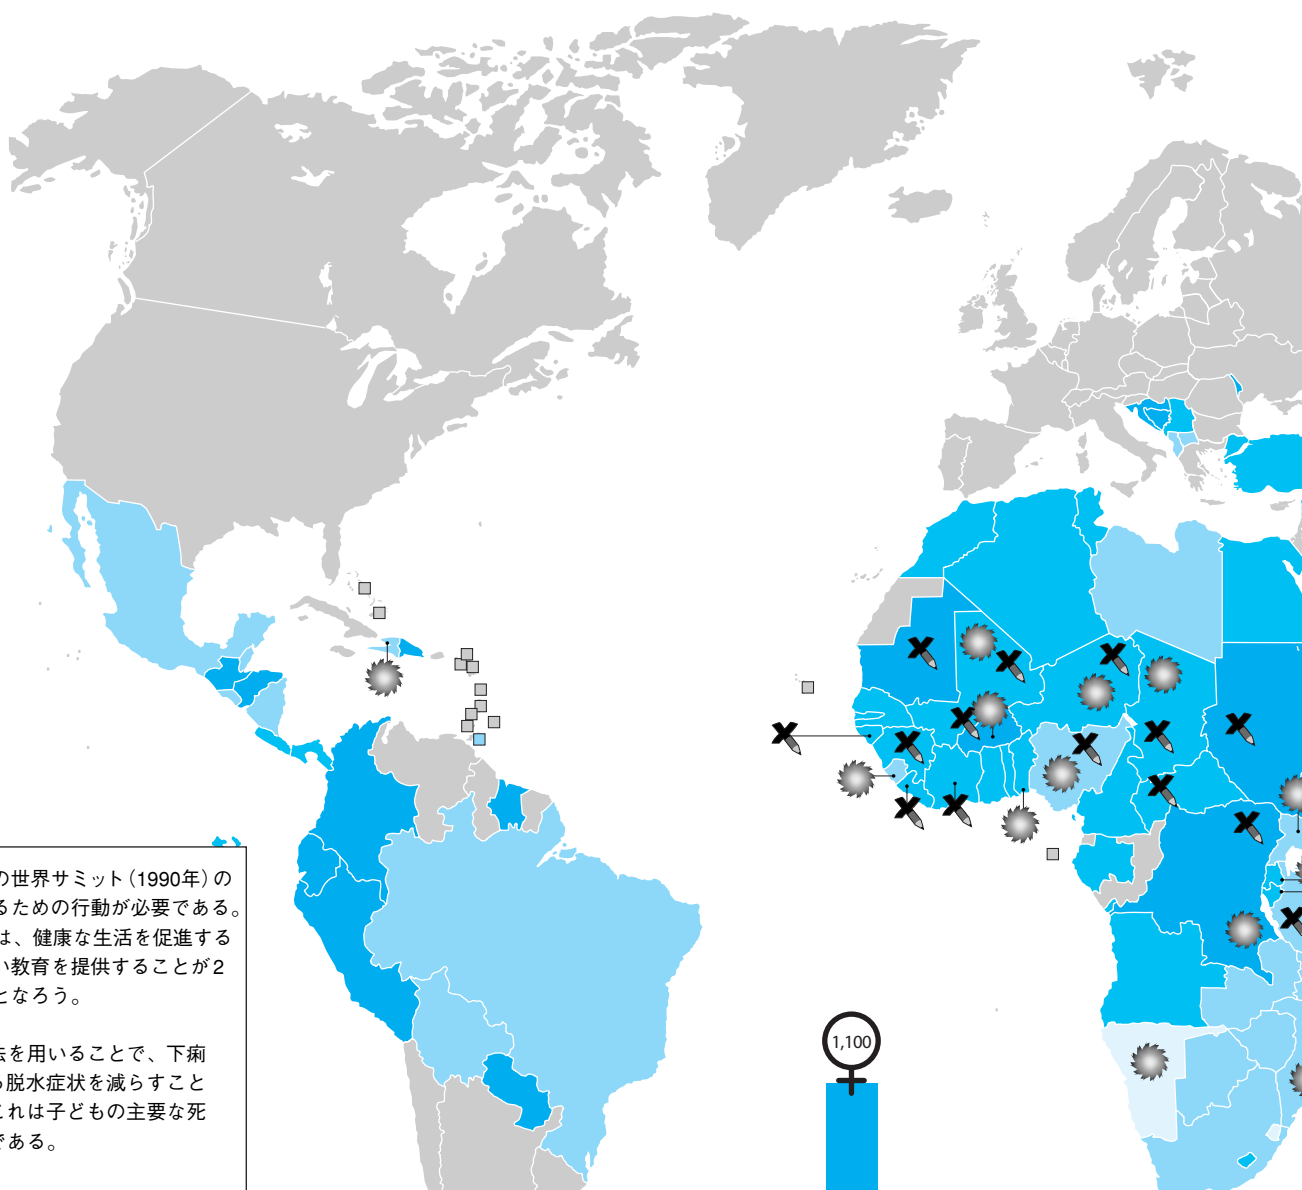 の世界サミット（1990年）の
るための行動が必要である。
は、健康な生活を促進する
い教育を提供することが2
となろう。
法を用いることで、下痢
る脱水症状を減らすこと
これは子どもの主要な死
である。
1,100